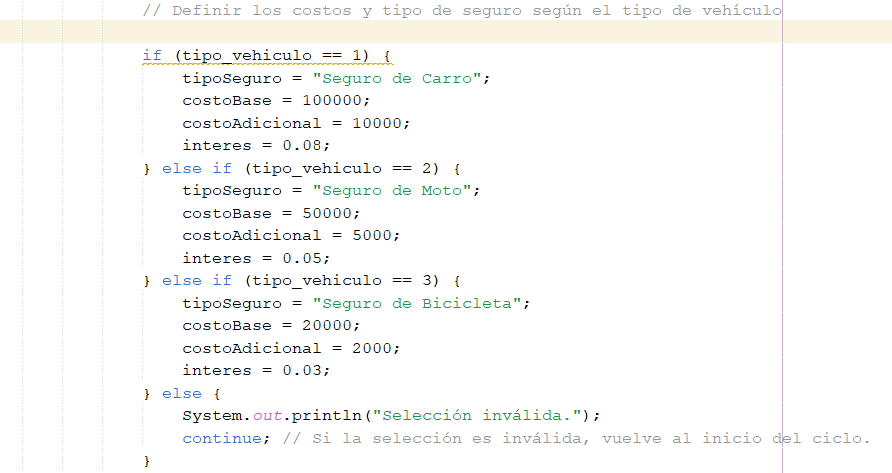 // Definir los costos y tipo de seguro según el tipo de vehículo
if (tipo_vehiculo == 1) {
tipoSeguro = "Seguro de Carro";
costoBase = 100000;
costoAdicional = 10000;
interes = 0.08;
} else if (tipo_vehiculo == 2) {
tipoSeguro = "Seguro de Moto";
costoBase = 50000;
costoAdicional = 5000;
interes = 0.05;
} else if (tipo_vehiculo == 3) {
tipoSeguro = "Seguro de Bicicleta";
costoBase = 20000;
costoAdicional = 2000;
interes = 0.03;
} else {
System.out.println("Selección inválida.");
continue; // Si la selección es inválida, vuelve al inicio del ciclo.
}